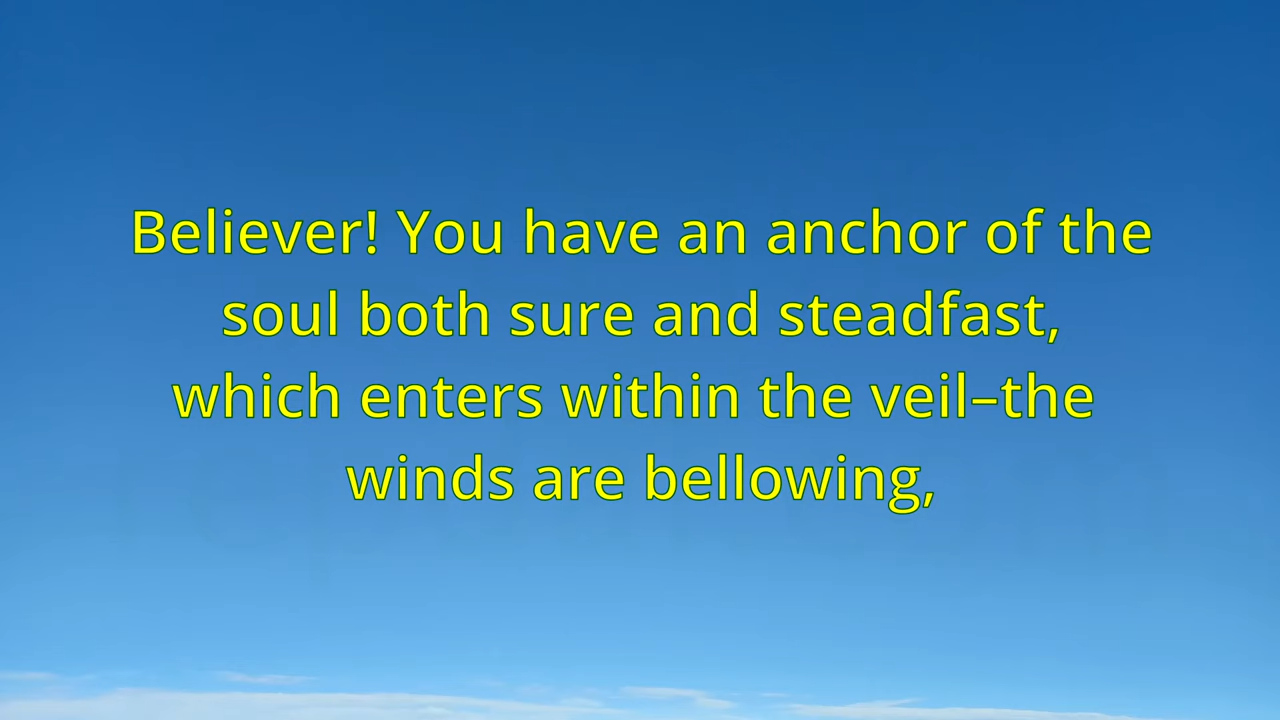 Believer! You have an anchor of the
soul both sure and steadfast,
which enters within the veil–the
winds are bellowing,